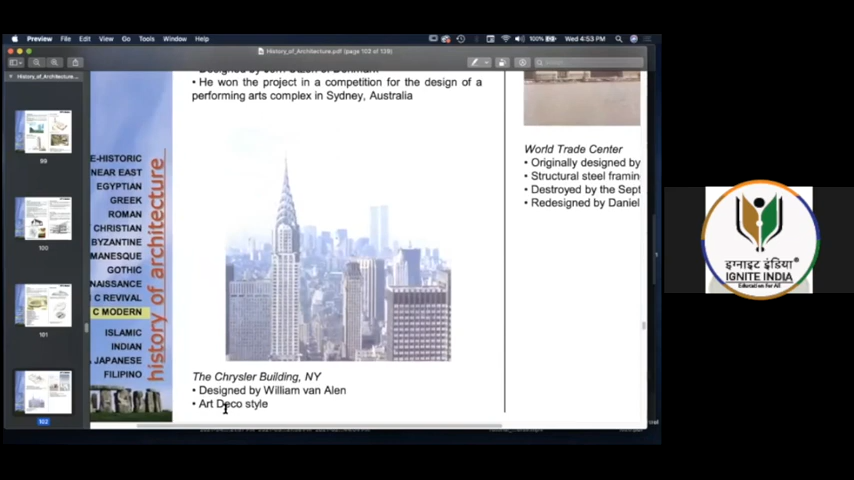 Preview File Edit View Go Tools Window Help
100% Wed 4:53 PM
History_of_Architecture.pdf (page 102 of 139)
History_of_Architecture...
99
100
101
102
E-HISTORIC
NEAR EAST
EGYPTIAN
GREEK
ROMAN
CHRISTIAN
BYZANTINE
MANESQUE
GOTHIC
NAISSANCE
C REVIVAL
C MODERN
ISLAMIC
INDIAN
JAPANESE
FILIPINO
history of architecture
• He won the project in a competition for the design of a
performing arts complex in Sydney, Australia
The Chrysler Building, NY
• Designed by William van Alen
• Art Deco style
World Trade Center
• Originally designed by
• Structural steel framin
• Destroyed by the Sept
• Redesigned by Daniel
इग्नाइट इंडिया®
IGNITE INDIA
Education for All